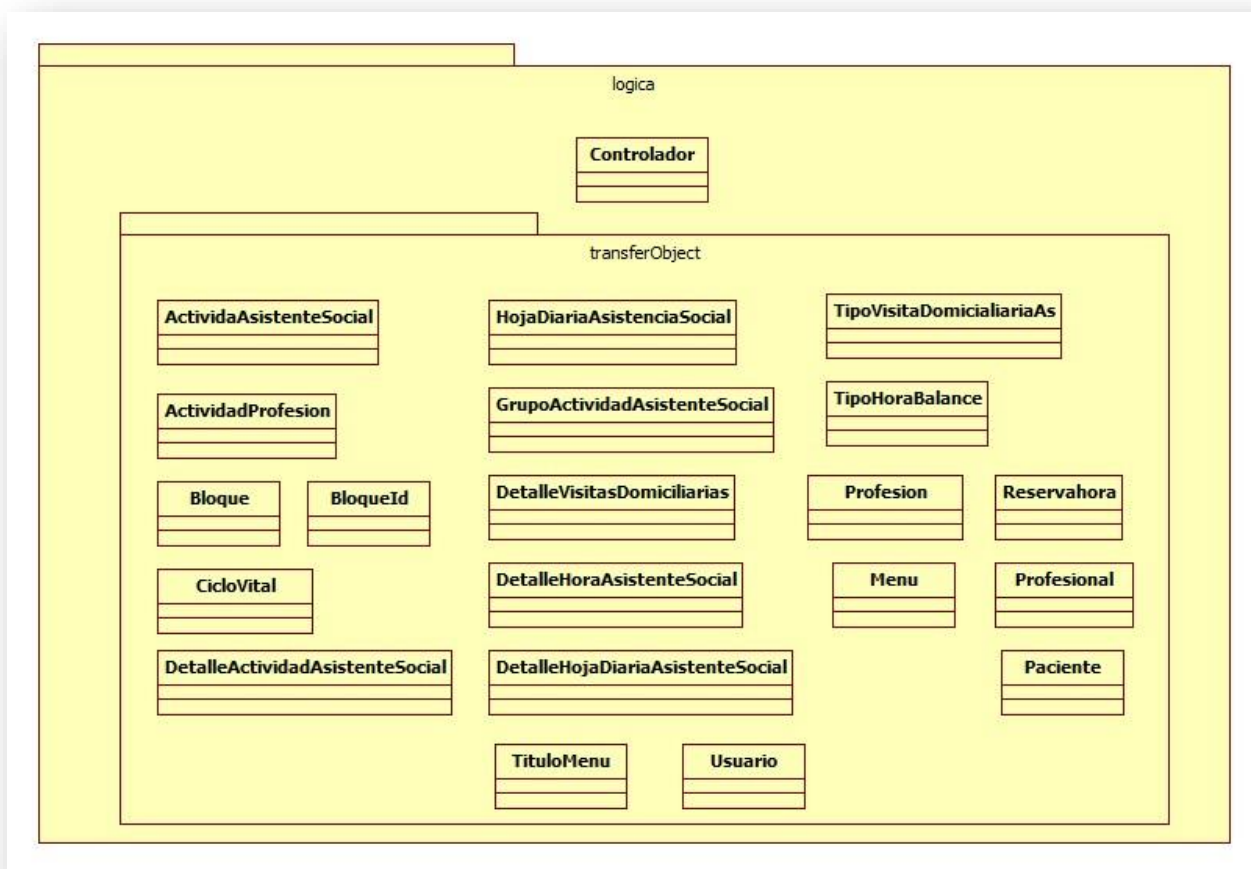 logica
Controlador
transferObject
ActividaAsistenteSocial
HojaDiariaAsistenciaSocial
TipoVisitaDomicialiariaAs
ActividadProfesion
GrupoActividadAsistenteSocial
TipoHoraBalance
Bloque
BloqueId
DetalleVisitasDomiciliarias
Profesion
Reservahora
CicloVital
DetalleHoraAsistenteSocial
Menu
Profesional
DetalleActividadAsistenteSocial
DetalleHojaDiariaAsistenteSocial
Paciente
TituloMenu
Usuario